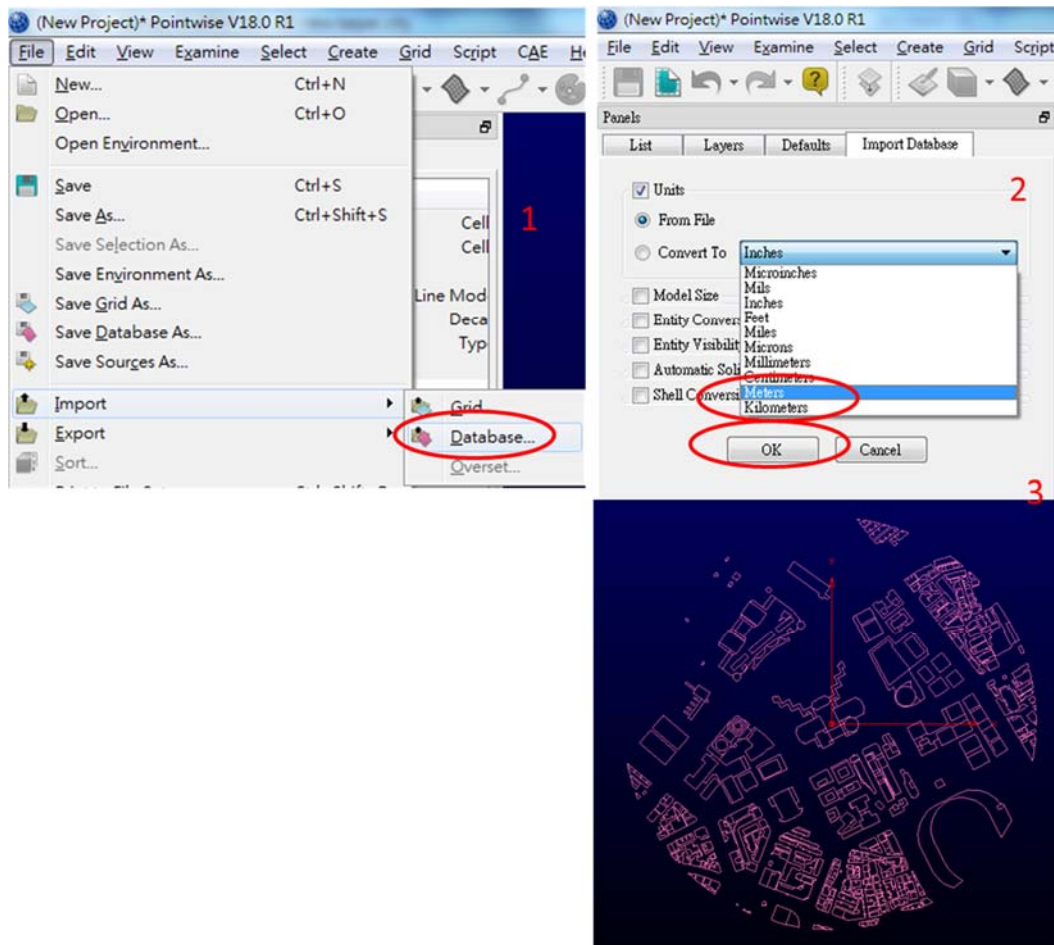 (New Project)* Pointwise V18.0 R1
File Edit View Examine Select Create Grid Script CAE
New... Ctrl+N
Open... Ctrl+O
Open Environment...
Save Ctrl+S
Save As... Ctrl+Shift+S
Save Selection As...
Save Environment As...
Save Grid As...
Save Database As...
Save Sources As...
Import
Export
Sort...
Grid
Database...
Overset...
Cell
Cell
Line Mod
Deca
Typ
1
(New Project)* Pointwise V18.0 R1
File Edit View Examine Select Create Grid Script
Panels
List Layers Defaults Import Database
2
Units
From File
Convert To Inches
Microinches
Mils
Inches
Feet
Miles
Microns
Millimeters
Centimeters
Meters
Kilometers
Model Size
Entity Convers
Entity Visibilit
Automatic Soli
Shell Conversi
OK Cancel
3